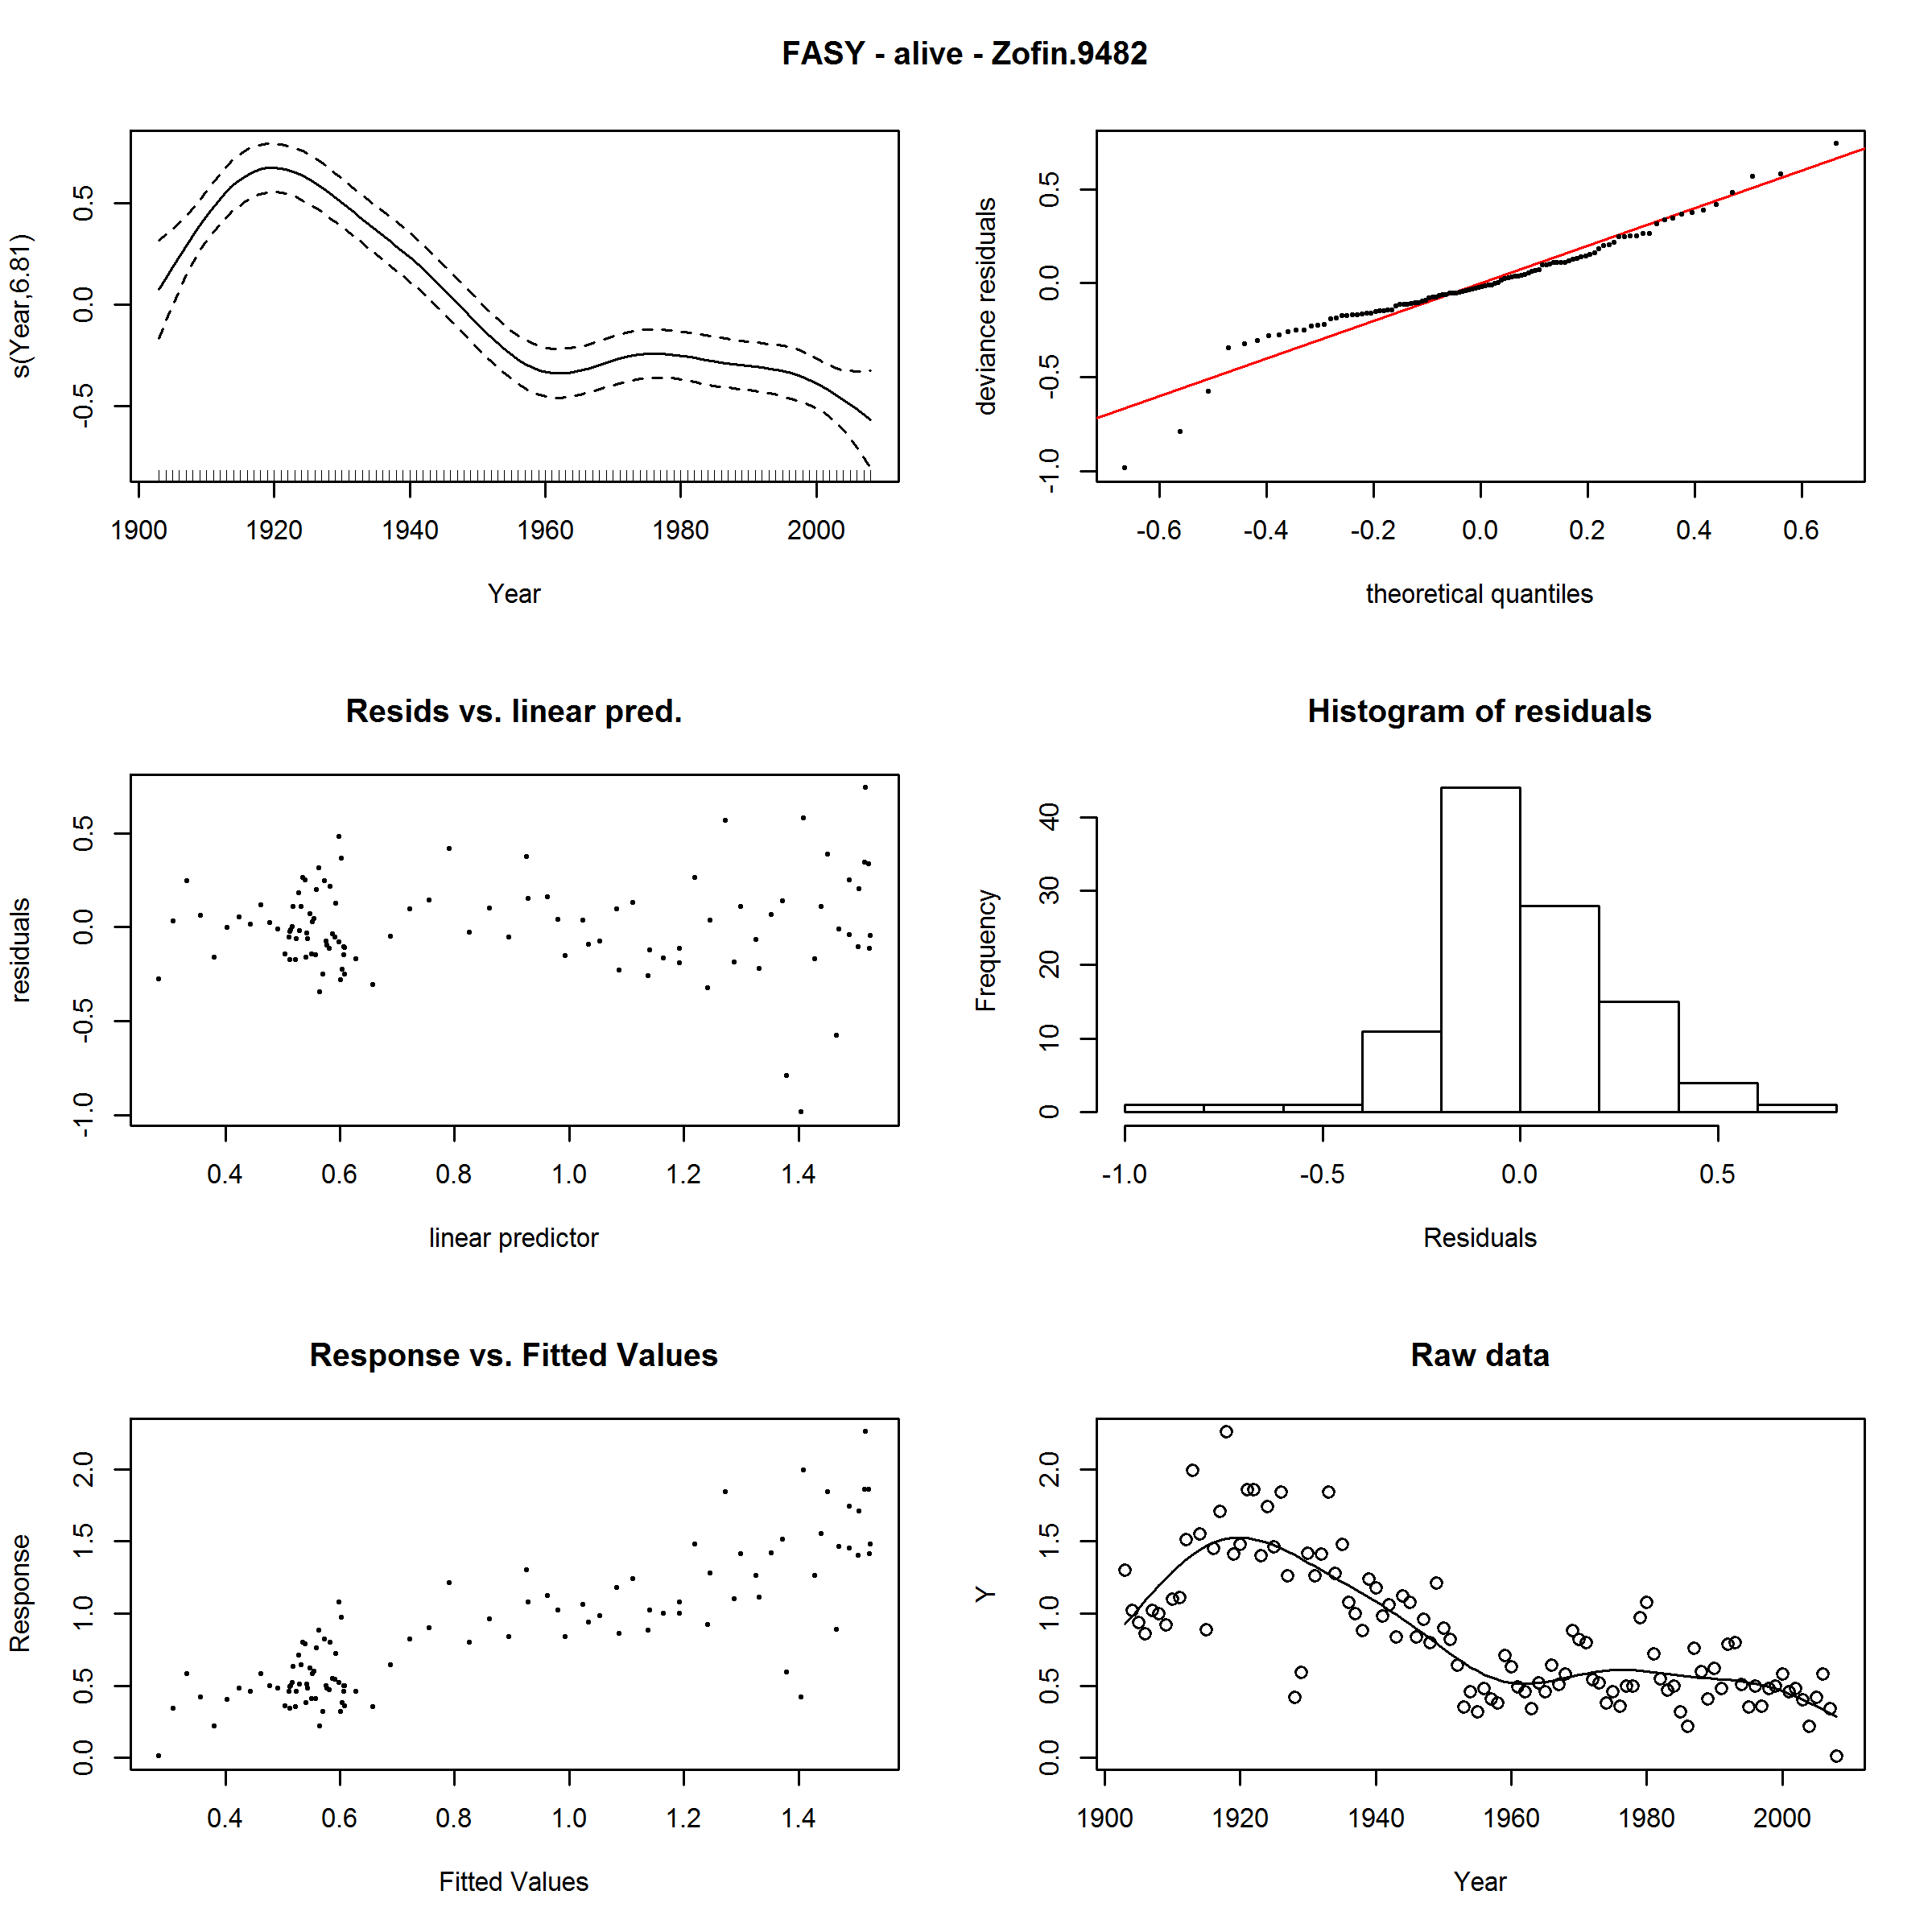 FASY - alive - Zofin.9482
s(Year,6.81)
-0.5 0.0 0.5
1900 1920 1940 1960 1980 2000
Year
deviance residuals
-1.0 -0.5 0.0 0.5
-0.6 -0.4 -0.2 0.0 0.2 0.4 0.6
theoretical quantiles
Resids vs. linear pred.
residuals
-1.0 -0.5 0.0 0.5
0.4 0.6 0.8 1.0 1.2 1.4
linear predictor
Histogram of residuals
Frequency
0 10 20 30 40
-1.0 -0.5 0.0 0.5
Residuals
Response vs. Fitted Values
Response
0.0 0.5 1.0 1.5 2.0
0.4 0.6 0.8 1.0 1.2 1.4
Fitted Values
Raw data
Y
0.0 0.5 1.0 1.5 2.0
1900 1920 1940 1960 1980 2000
Year